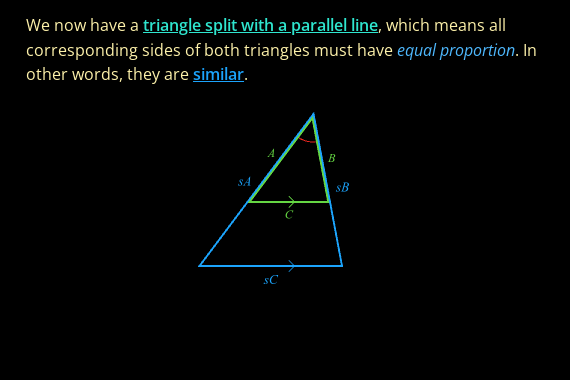 We now have a triangle split with a parallel line, which means all
corresponding sides of both triangles must have equal proportion. In
other words, they are similar.
A
B
sA
sB
C
sC